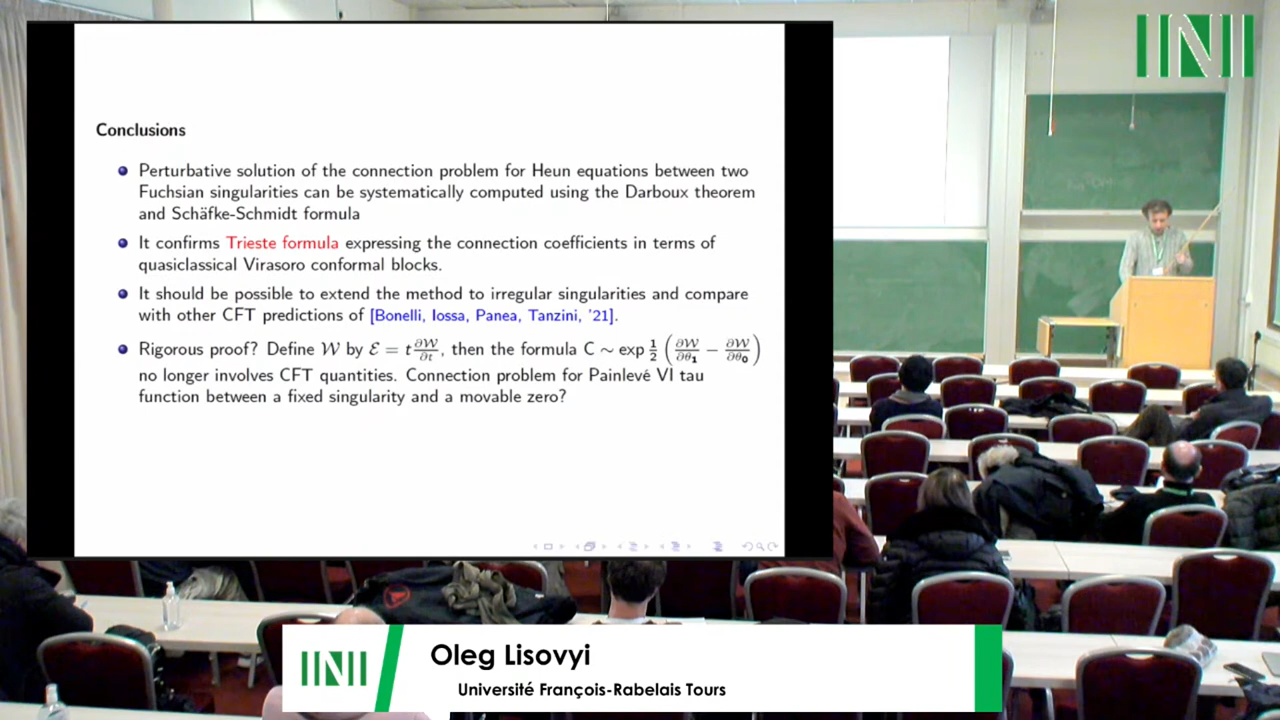 Conclusions
Perturbative solution of the connection problem for Heun equations between two
Fuchsian singularities can be systematically computed using the Darboux theorem
and Schäfke-Schmidt formula
It confirms Trieste formula expressing the connection coefficients in terms of
quasiclassical Virasoro conformal blocks.
It should be possible to extend the method to irregular singularities and compare
with other CFT predictions of [Bonelli, Iossa, Panea, Tanzini, '21].
Rigorous proof? Define 𝒲 by ℰ = t ∂𝒲/∂t, then the formula C ∼ exp ½ (∂𝒲/∂θ₁ − ∂𝒲/∂θ₀)
no longer involves CFT quantities. Connection problem for Painlevé VI tau
function between a fixed singularity and a movable zero?
INI
INI
Oleg Lisovyi
Université François-Rabelais Tours